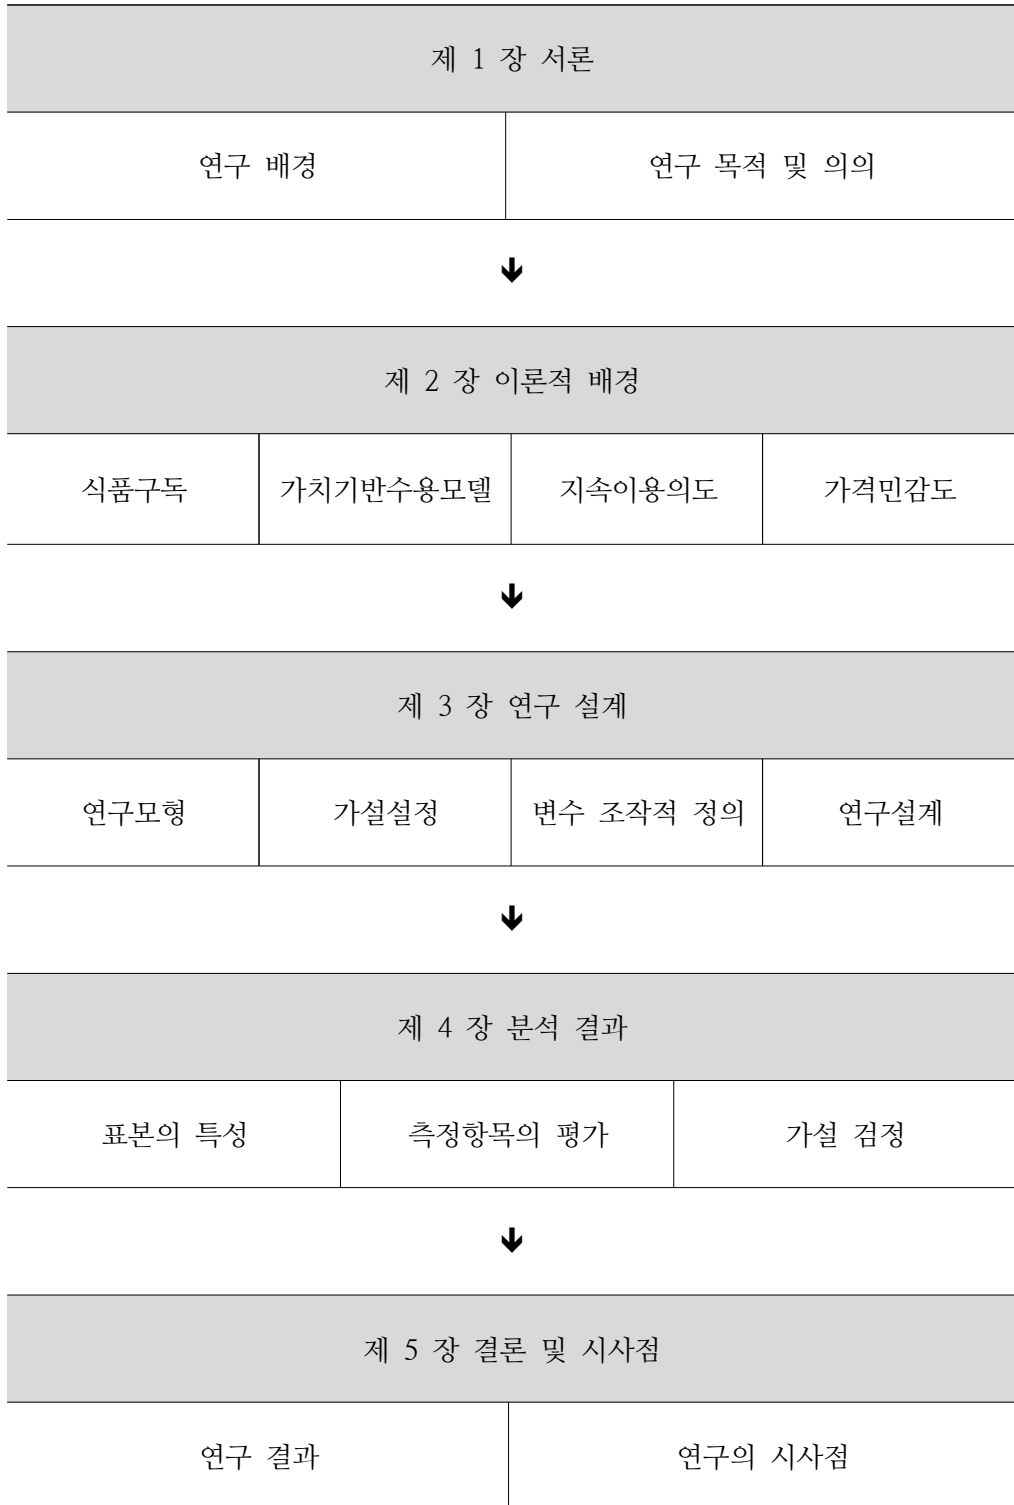 제 1 장 서론
연구 배경 연구 목적 및 의의
제 2 장 이론적 배경
식품구독 가치기반수용모델 지속이용의도 가격민감도
제 3 장 연구 설계
연구모형 가설설정 변수 조작적 정의 연구설계
제 4 장 분석 결과
표본의 특성 측정항목의 평가 가설 검정
제 5 장 결론 및 시사점
연구 결과 연구의 시사점